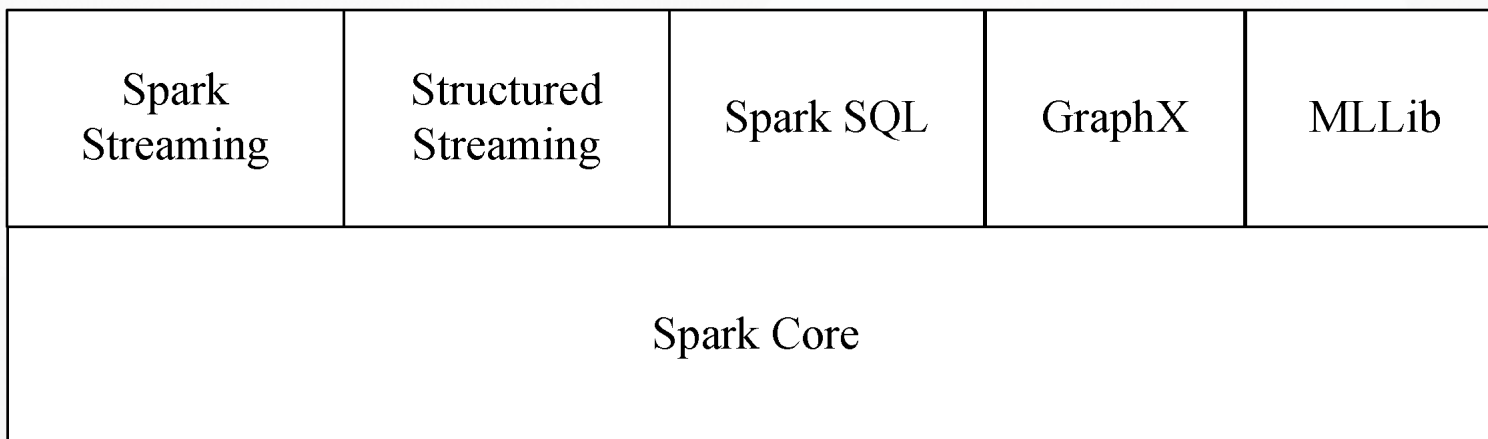 Spark
Streaming
Structured
Streaming
Spark SQL
GraphX
MLLib
Spark Core